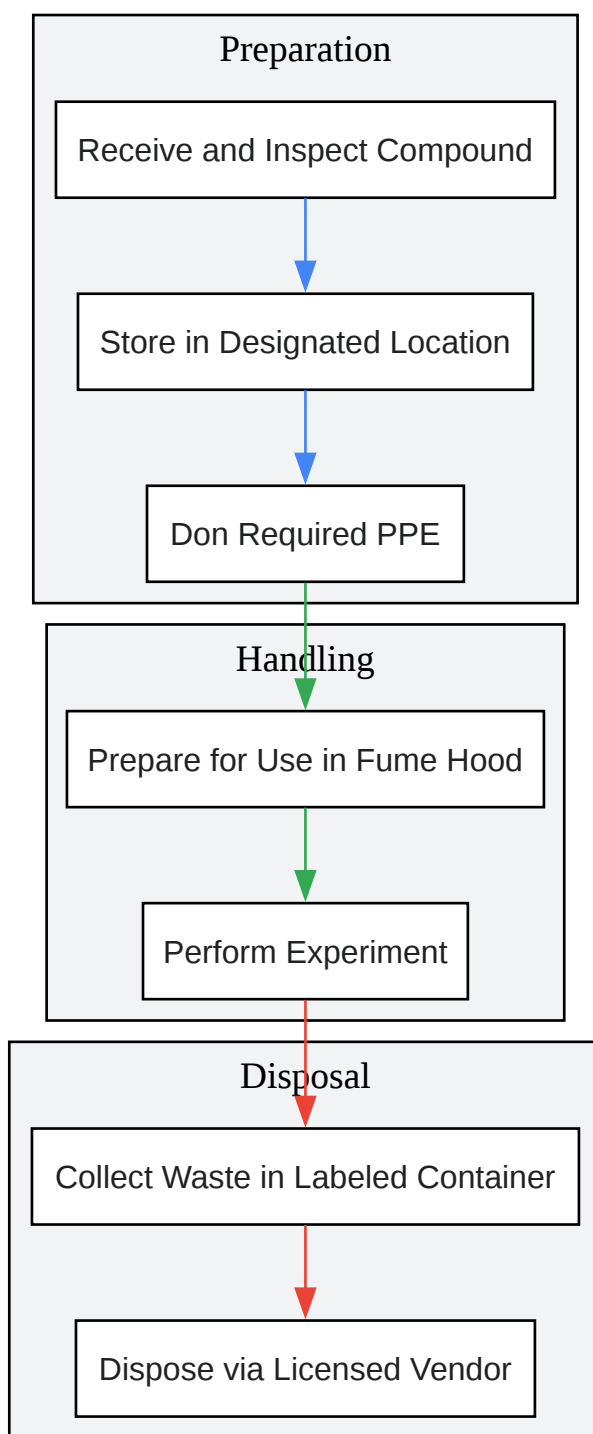 Preparation
Receive and Inspect Compound
Store in Designated Location
Don Required PPE
Handling
Prepare for Use in Fume Hood
Perform Experiment
Disposal
Collect Waste in Labeled Container
Dispose via Licensed Vendor